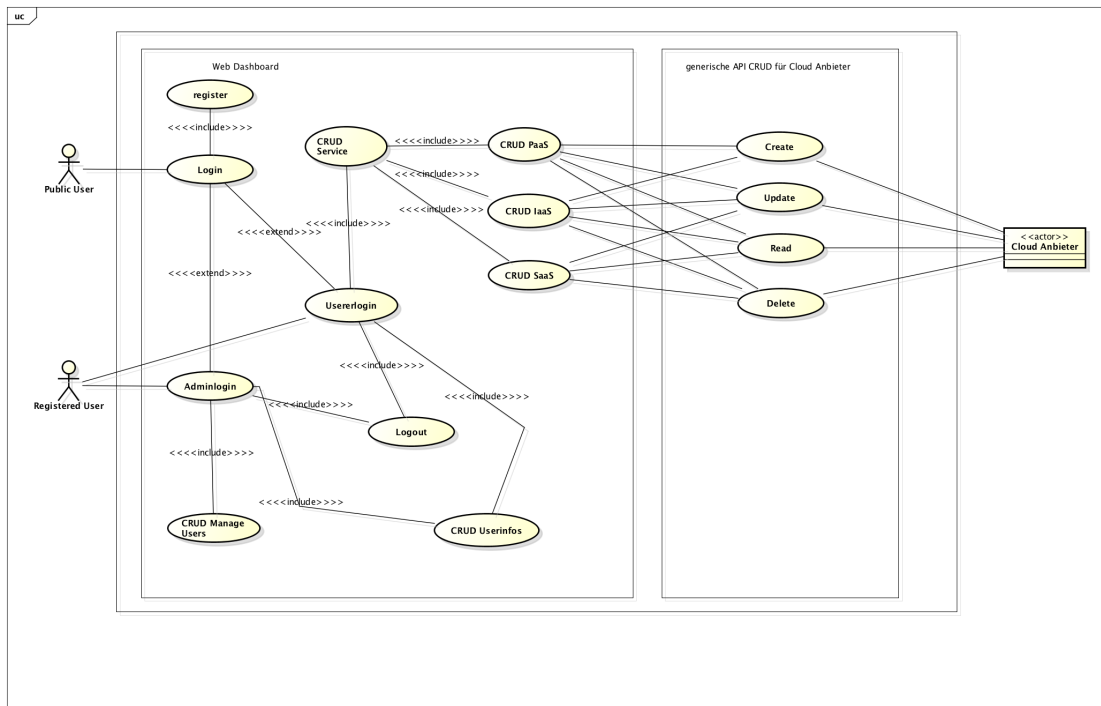 uc
Web Dashboard
generische API CRUD für Cloud Anbieter
register
<<<<include>>>>
CRUD
Service
<<<<include>>>>
CRUD PaaS
Create
Public User
Login
<<<<include>>>>
<<<<include>>>>
CRUD IaaS
Update
<<<<include>>>>
<<<<extend>>>>
<<actor>>
Cloud Anbieter
Read
<<<<extend>>>>
CRUD SaaS
Usererlogin
Delete
<<<<include>>>>
Registered User
Adminlogin
<<<<include>>>>
<<<<include>>>>
Logout
<<<<include>>>>
<<<<include>>>>
CRUD Manage
Users
CRUD Userinfos